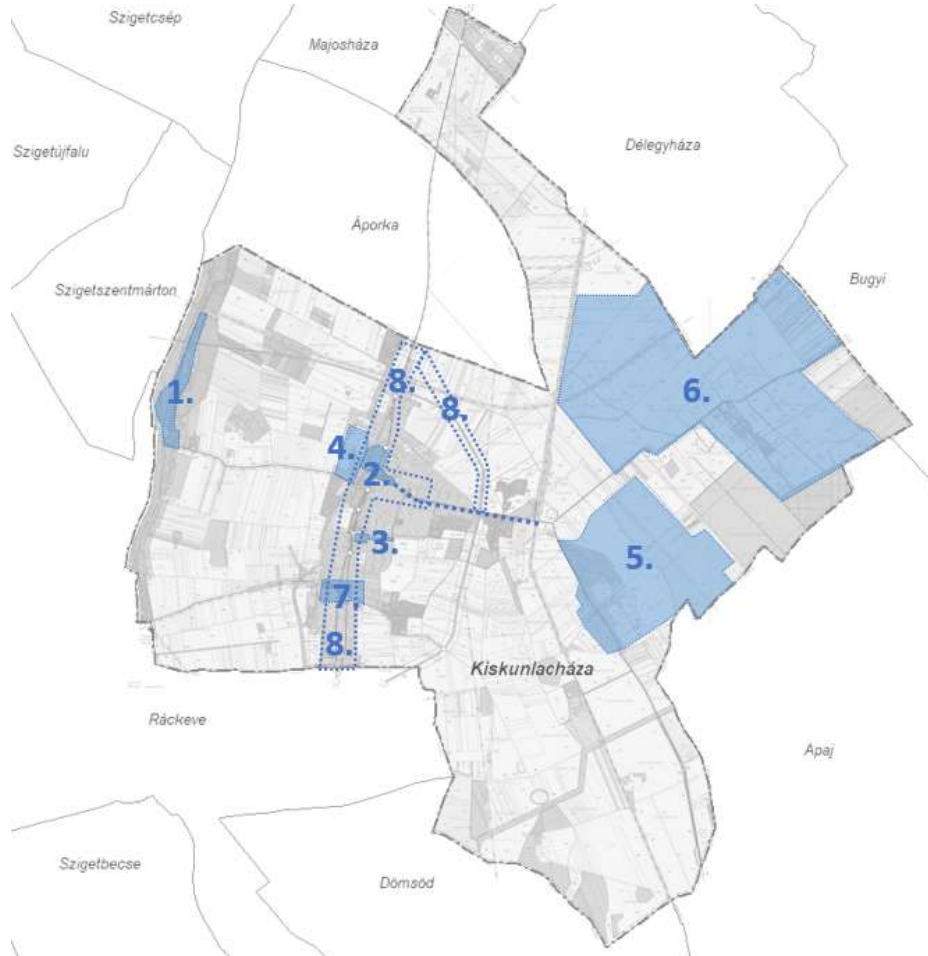 Szigetcsép
Majosháza
Szigetújfalu
Délegyháza
Áporka
Szigetszentmárton
Bugyi
1.
8.
6.
8.
4.
2.
3.
5.
7.
8.
Kiskunlacháza
Ráckeve
Apaj
Szigetbecse
Dömsöd